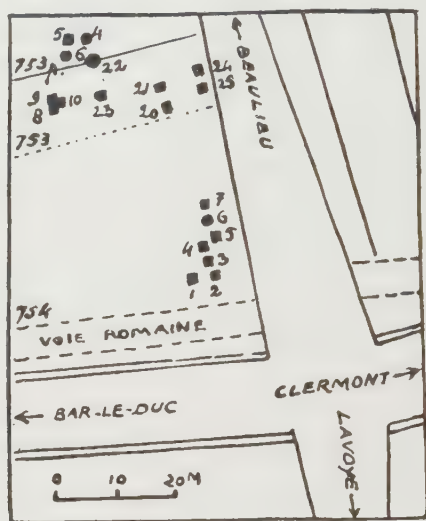 5 4
753 6 22
24
9 10 23 21 25
8 20
753
BEAULIEU
7
6
5
4
3
1 2
754
VOIE ROMAINE
CLERMONT →
← BAR-LE-DUC
LAVOYE
0 10 20M